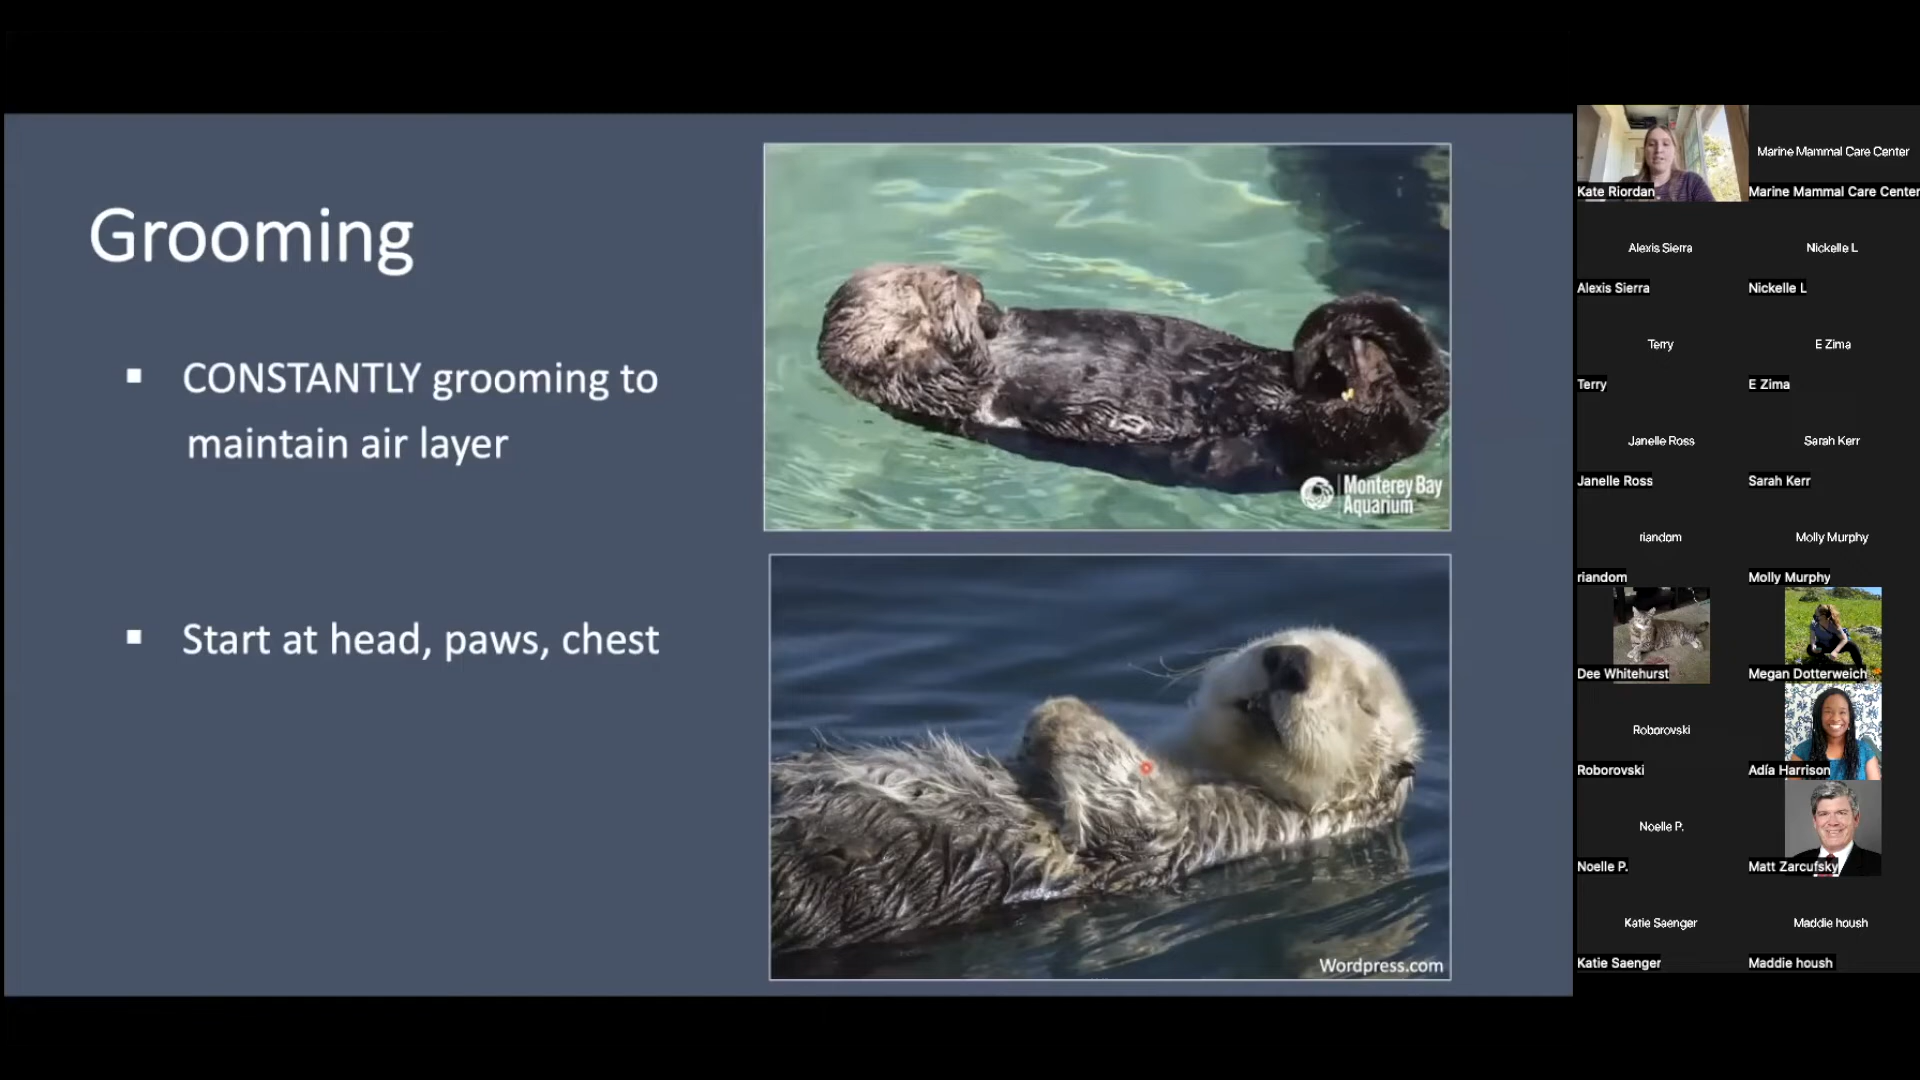 Grooming
▪ CONSTANTLY grooming to
maintain air layer
▪ Start at head, paws, chest
Monterey Bay
Aquarium
Wordpress.com
Kate Riordan
Marine Mammal Care Center
Marine Mammal Care Center
Alexis Sierra
Alexis Sierra
Nickelle L
Nickelle L
Terry
Terry
E Zima
E Zima
Janelle Ross
Janelle Ross
Sarah Kerr
Sarah Kerr
riandom
riandom
Molly Murphy
Molly Murphy
Dee Whitehurst
Megan Dotterweich
Roborovski
Roborovski
Adía Harrison
Noelle P.
Noelle P.
Matt Zarcufsky
Katie Saenger
Katie Saenger
Maddie housh
Maddie housh